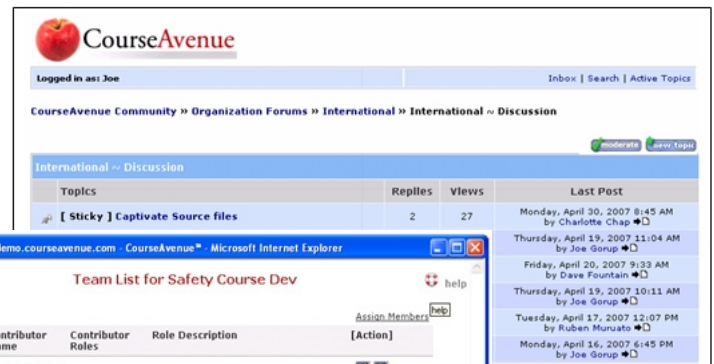 CourseAvenue
Logged in as: Joe
Inbox | Search | Active Topics
CourseAvenue Community » Organization Forums » International » International ~ Discussion
moderate new topic
International ~ Discussion
Topics Replies Views Last Post
[ Sticky ] Captivate Source files 2 27 Monday, April 30, 2007 8:45 AM
by Charlotte Chap
Thursday, April 19, 2007 11:04 AM
by Joe Gorup
Friday, April 20, 2007 9:33 AM
by Dave Fountain
Thursday, April 19, 2007 10:11 AM
by Joe Gorup
Tuesday, April 17, 2007 12:07 PM
by Ruben Muruato
Monday, April 16, 2007 6:45 PM
by Joe Gorup
emo.courseavenue.com - CourseAvenue™ - Microsoft Internet Explorer
Team List for Safety Course Dev
help
Assign Members
help
ntributor
ame
Contributor
Roles
Role Description
[Action]